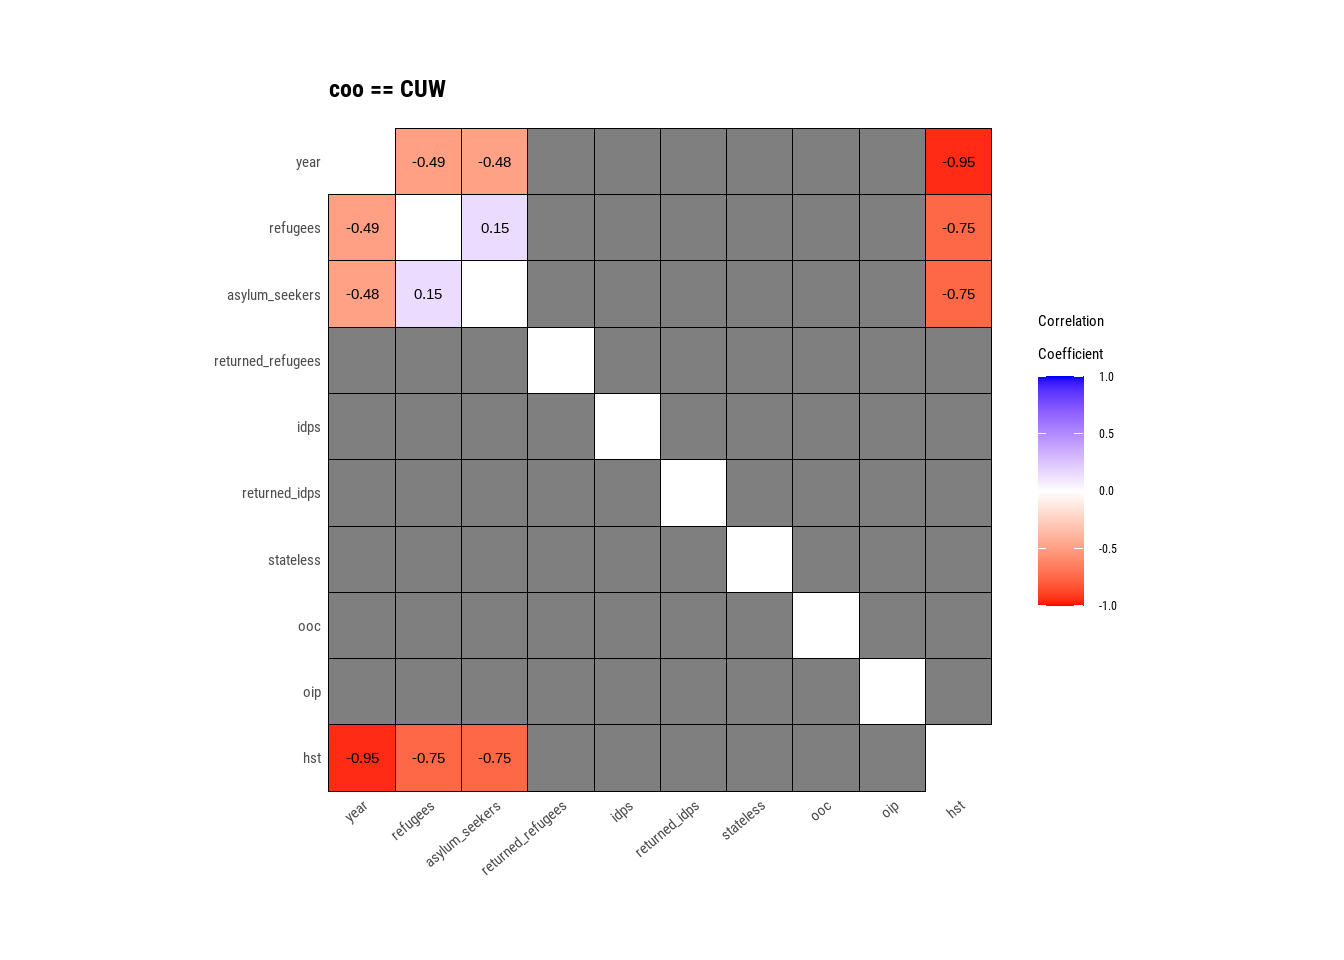 coo == CUW
year -0.49 -0.48 -0.95
refugees -0.49 0.15 -0.75
asylum_seekers -0.48 0.15 -0.75
returned_refugees
idps
returned_idps
stateless
ooc
oip
hst -0.95 -0.75 -0.75
year refugees asylum_seekers returned_refugees idps returned_idps stateless ooc oip hst
Correlation
Coefficient
1.0
0.5
0.0
-0.5
-1.0